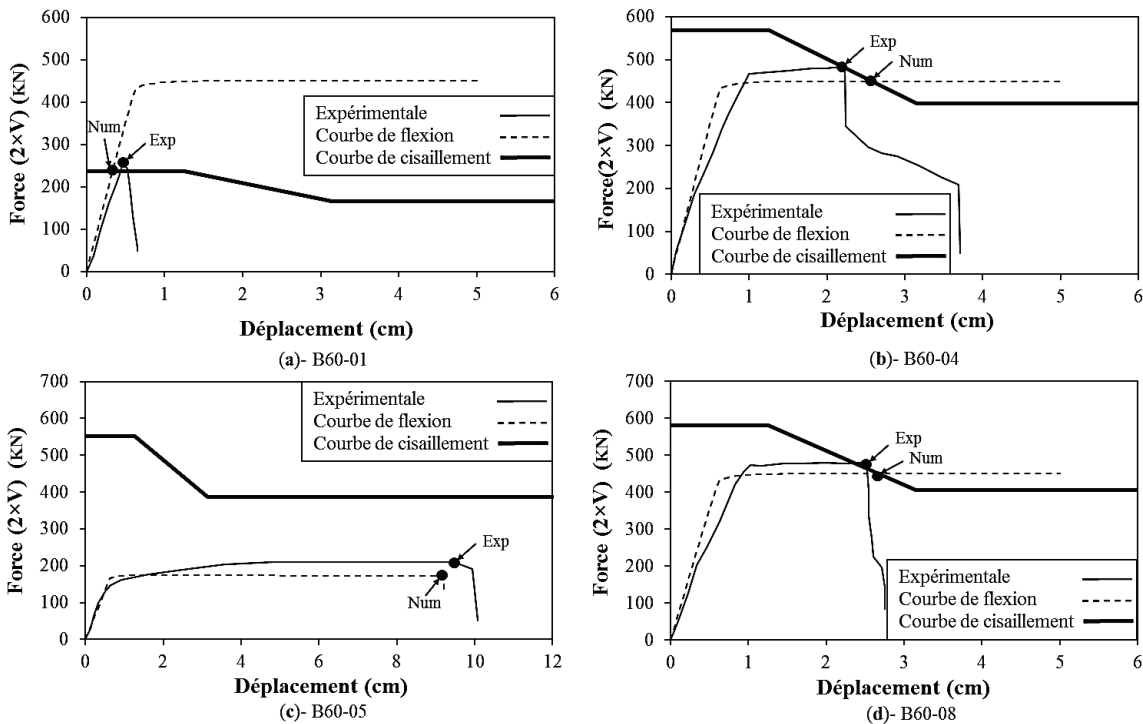 600
500
400
300
200
100
0
Force (2×V) (KN)
Num
Exp
Expérimentale
Courbe de flexion
Courbe de cisaillement
0 1 2 3 4 5 6
Déplacement (cm)
(a)- B60-01
600
500
400
300
200
100
0
Force(2×V) (KN)
Exp
Num
Expérimentale
Courbe de flexion
Courbe de cisaillement
0 1 2 3 4 5 6
Déplacement (cm)
(b)- B60-04
700
600
500
400
300
200
100
0
Force (2×V) (KN)
Expérimentale
Courbe de flexion
Courbe de cisaillement
Exp
Num
0 2 4 6 8 10 12
Déplacement (cm)
(c)- B60-05
700
600
500
400
300
200
100
0
Force (2×V) (KN)
Exp
Num
Expérimentale
Courbe de flexion
Courbe de cisaillement
0 1 2 3 4 5 6
Déplacement (cm)
(d)- B60-08